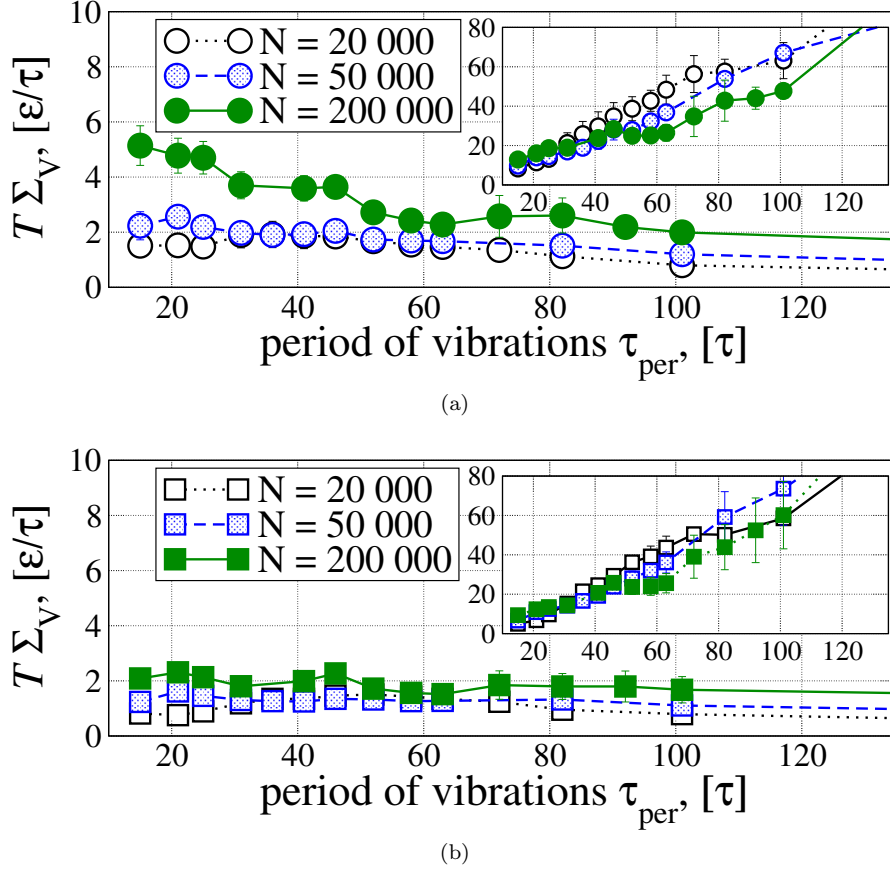 10
8
6
4
2
0
T Σ_V, [ε/τ]
N = 20 000
N = 50 000
N = 200 000
80
60
40
20
0
20 40 60 80 100 120
20 40 60 80 100 120
period of vibrations τ_per, [τ]
(a)
10
8
6
4
2
0
T Σ_V, [ε/τ]
N = 20 000
N = 50 000
N = 200 000
80
60
40
20
0
20 40 60 80 100 120
20 40 60 80 100 120
period of vibrations τ_per, [τ]
(b)